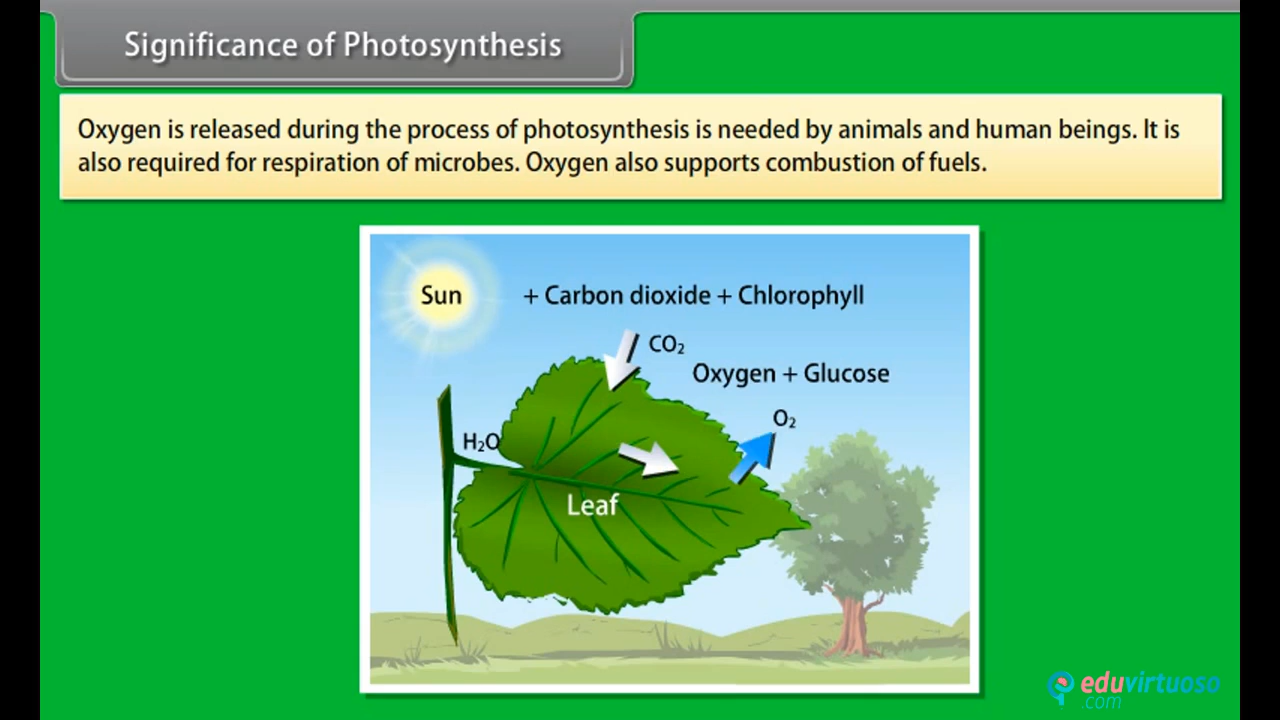 Significance of Photosynthesis
Oxygen is released during the process of photosynthesis is needed by animals and human beings. It is
also required for respiration of microbes. Oxygen also supports combustion of fuels.
Sun + Carbon dioxide + Chlorophyll
CO₂
Oxygen + Glucose
O₂
H₂O
Leaf
eduvirtuoso
.com